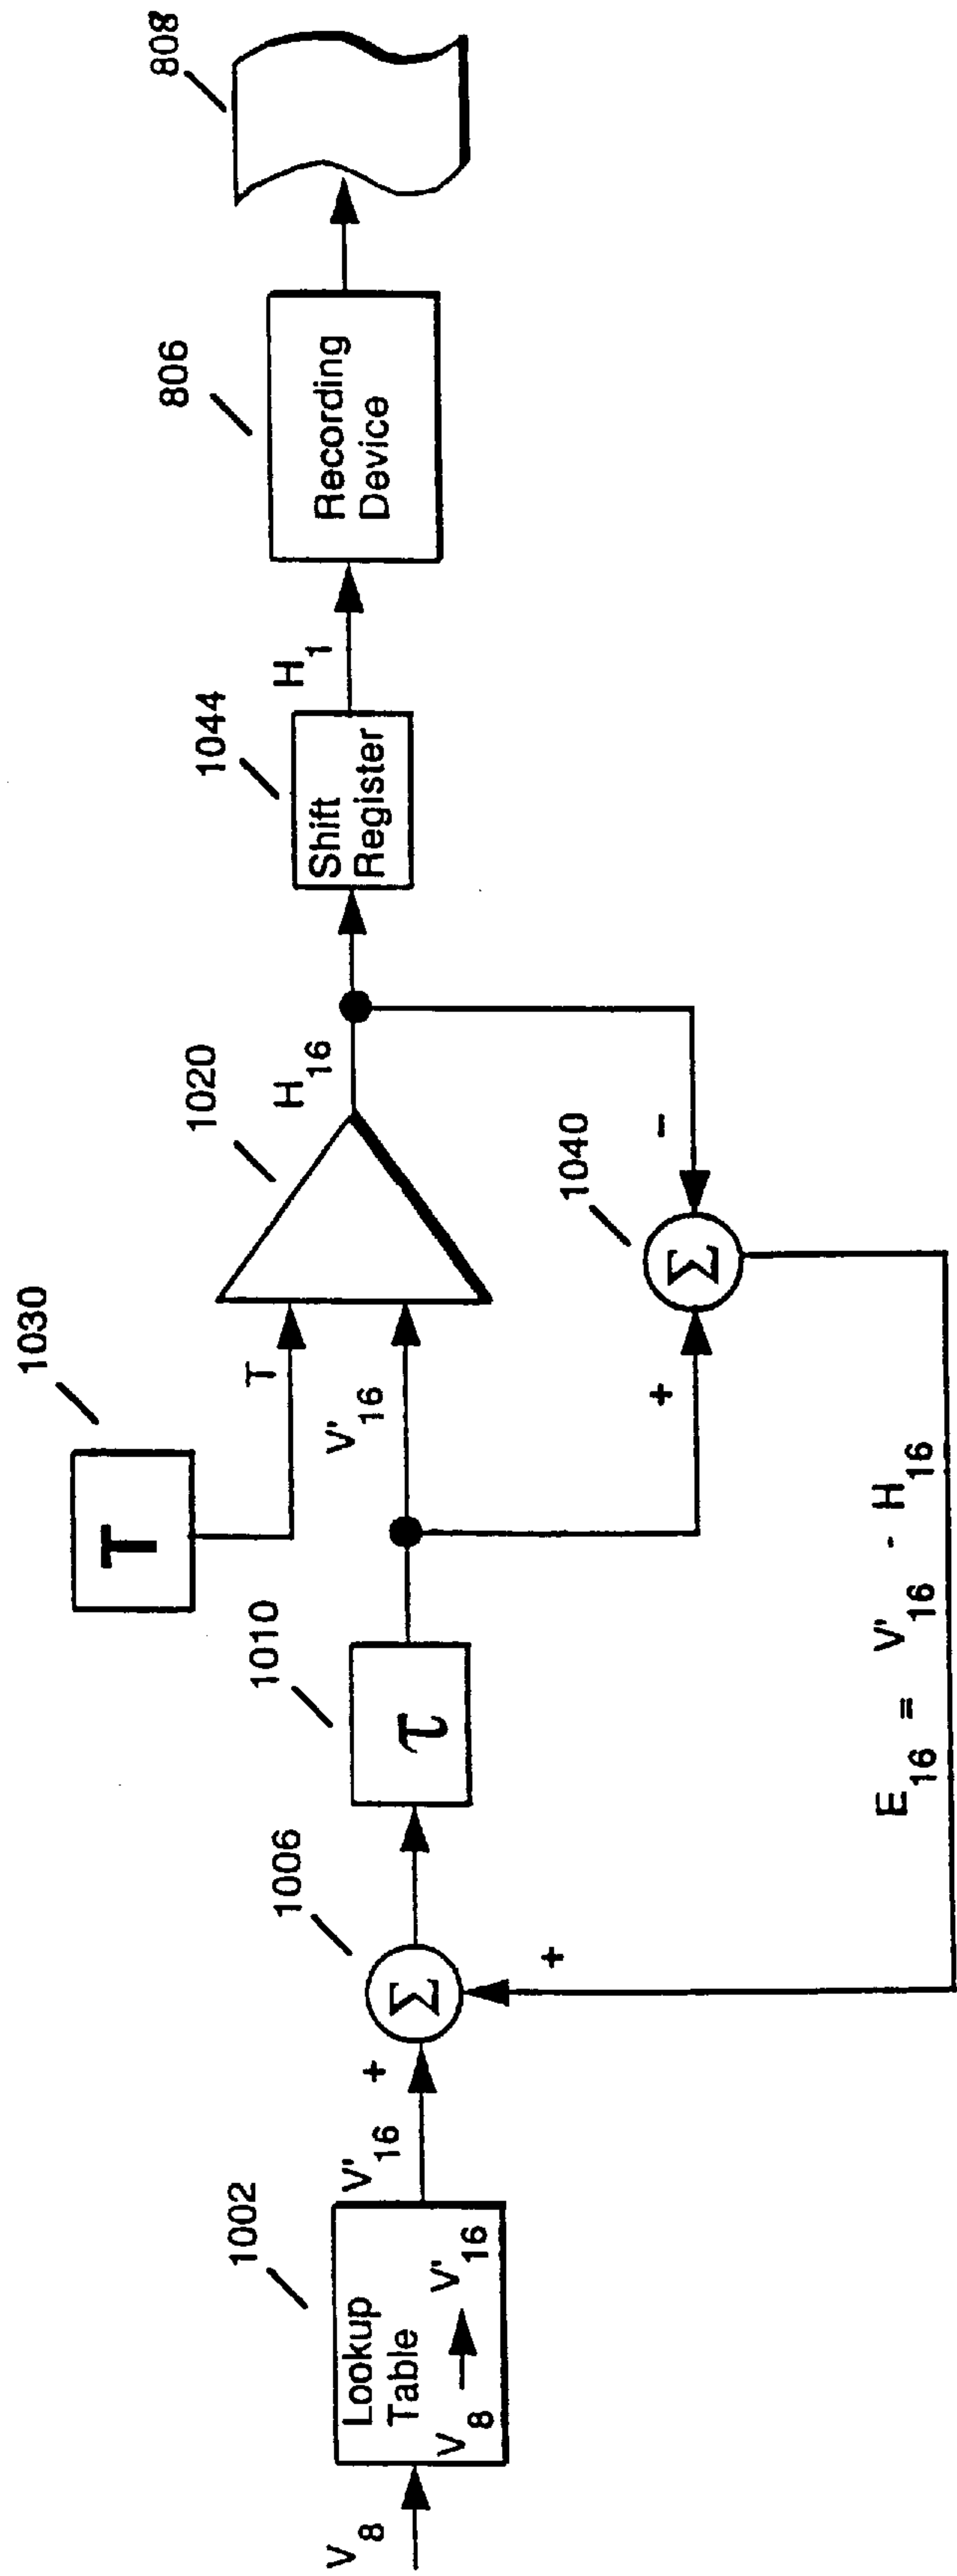 V8
1002
Lookup
Table
V8 → V'16
V'16
+
1006
Σ
+
1010
τ
1030
T
T
V'16
1020
H16
+
1040
Σ
-
E16 = V'16 - H16
1044
Shift
Register
H1
806
Recording
Device
808